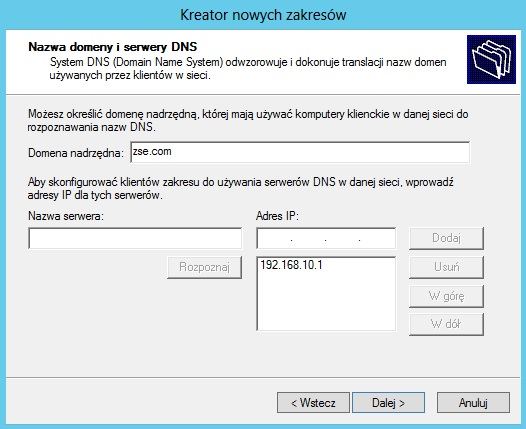 Kreator nowych zakresów
Nazwa domeny i serwery DNS
System DNS (Domain Name System) odwzorowuje i dokonuje translacji nazw domen
używanych przez klientów w sieci.
Możesz określić domenę nadrzędną, której mają używać komputery klienckie w danej sieci do
rozpoznawania nazw DNS.
Domena nadrzędna: zse.com
Aby skonfigurować klientów zakresu do używania serwerów DNS w danej sieci, wprowadź
adresy IP dla tych serwerów.
Nazwa serwera: Adres IP:
. . . Dodaj
Rozpoznaj 192.168.10.1 Usuń
W górę
W dół
< Wstecz Dalej > Anuluj